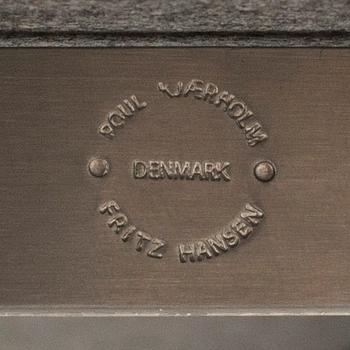 POUL KJÆRHOLM
DENMARK
FRITZ HANSEN